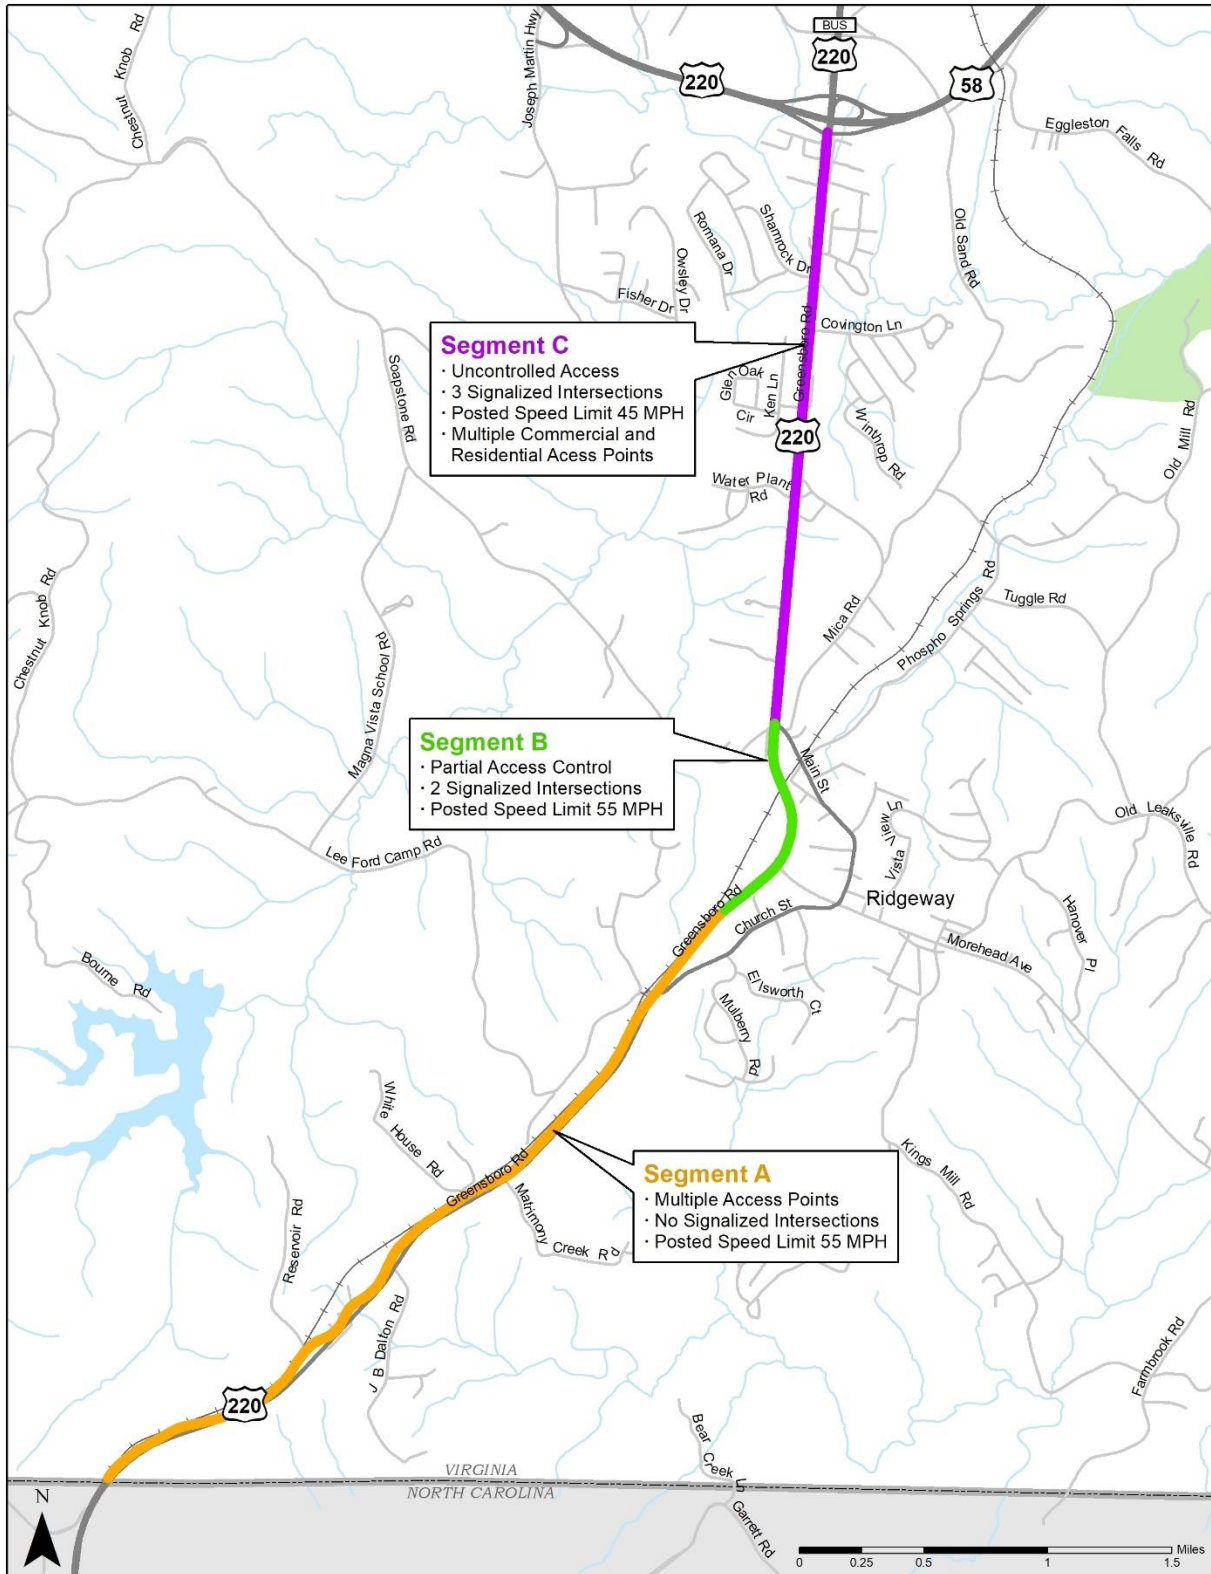 Chestnut Knob Rd
Joseph Martin Hwy
BUS
220
220
58
Eggleston Falls Rd
Romana Dr
Shamrock Dr
Owsley Dr
Fisher Dr
Old Sand Rd
Greensboro Rd
Covington Ln
Segment C
· Uncontrolled Access
· 3 Signalized Intersections
· Posted Speed Limit 45 MPH
· Multiple Commercial and
Residential Acess Points
Soapstone Rd
Glen Oak Cir
Ken Ln
220
Winthrop Rd
Old Mill Rd
Water Plant Rd
Chestnut Knob Rd
Magna Vista School Rd
Mica Rd
Phospho Springs Rd
Tuggle Rd
Segment B
· Partial Access Control
· 2 Signalized Intersections
· Posted Speed Limit 55 MPH
Main St
Vista View Ln
Old Leaksville Rd
Lee Ford Camp Rd
Ridgeway
Greensboro Rd
Church St
Hanover Pl
Morehead Ave
Bourne Rd
Ellsworth Ct
Mulberry Rd
White House Rd
Greensboro Rd
Matrimony Creek Rd
Kings Mill Rd
Segment A
· Multiple Access Points
· No Signalized Intersections
· Posted Speed Limit 55 MPH
Reservoir Rd
J B Dalton Rd
Farmbrook Rd
220
Bear Creek Ln
VIRGINIA
NORTH CAROLINA
Garrett Rd
N
Miles
0 0.25 0.5 1 1.5